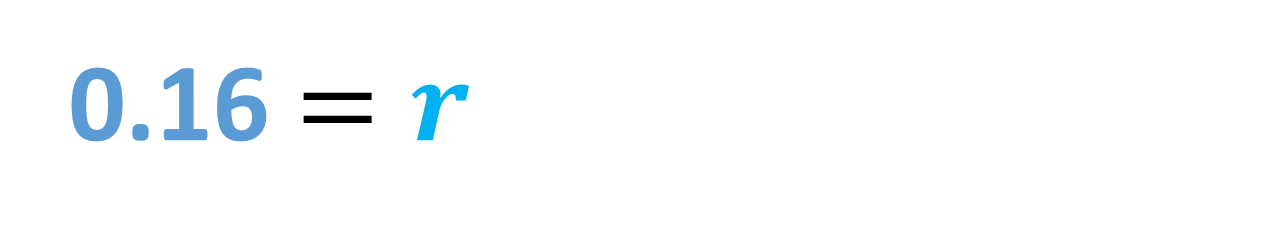 0.16 = r